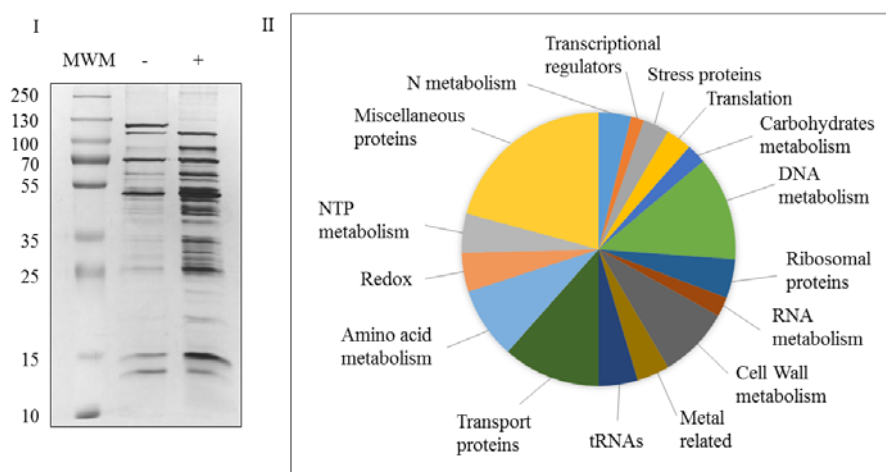 I
MWM - +
250
130
100
70
55
35
25
15
10
II
Transcriptional
regulators
Stress proteins
Translation
Carbohydrates
metabolism
DNA
metabolism
Ribosomal
proteins
RNA
metabolism
Cell Wall
metabolism
Metal
related
tRNAs
Transport
proteins
Amino acid
metabolism
Redox
NTP
metabolism
Miscellaneous
proteins
N metabolism